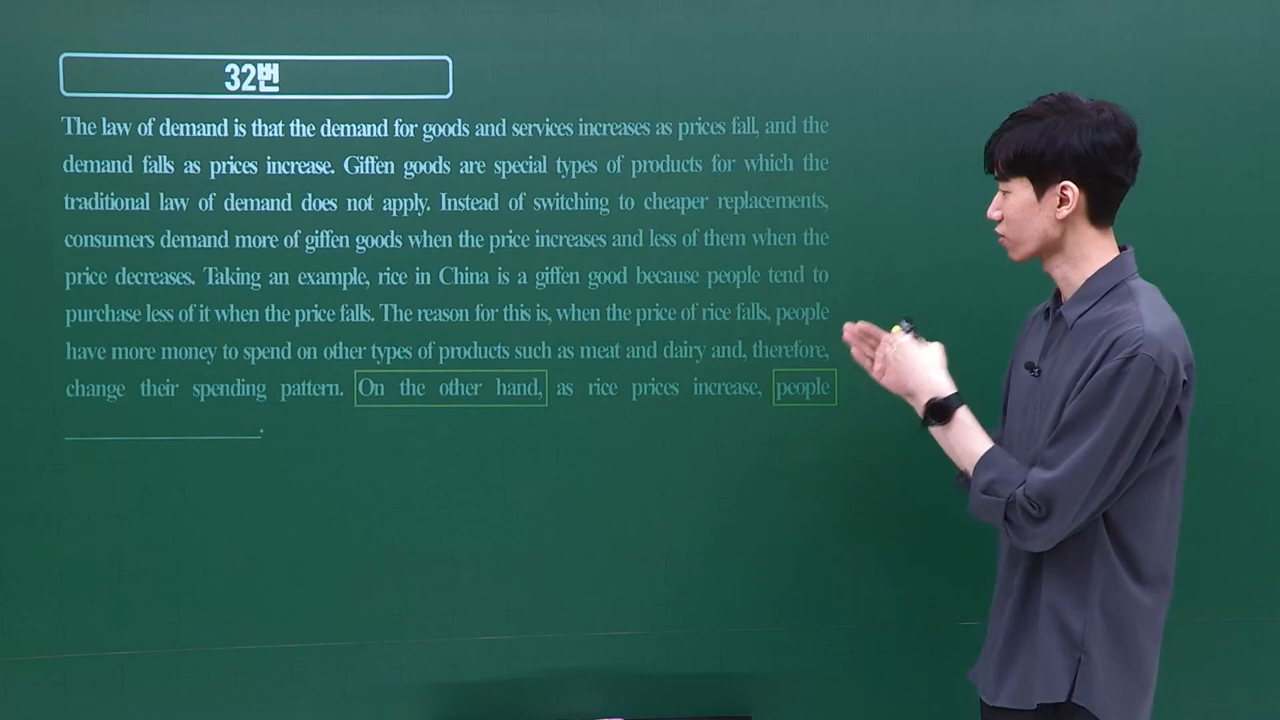 32번
The law of demand is that the demand for goods and services increases as prices fall, and the
demand falls as prices increase. Giffen goods are special types of products for which the
traditional law of demand does not apply. Instead of switching to cheaper replacements,
consumers demand more of giffen goods when the price increases and less of them when the
price decreases. Taking an example, rice in China is a giffen good because people tend to
purchase less of it when the price falls. The reason for this is, when the price of rice falls, people
have more money to spend on other types of products such as meat and dairy and, therefore,
change their spending pattern. On the other hand, as rice prices increase, people
.